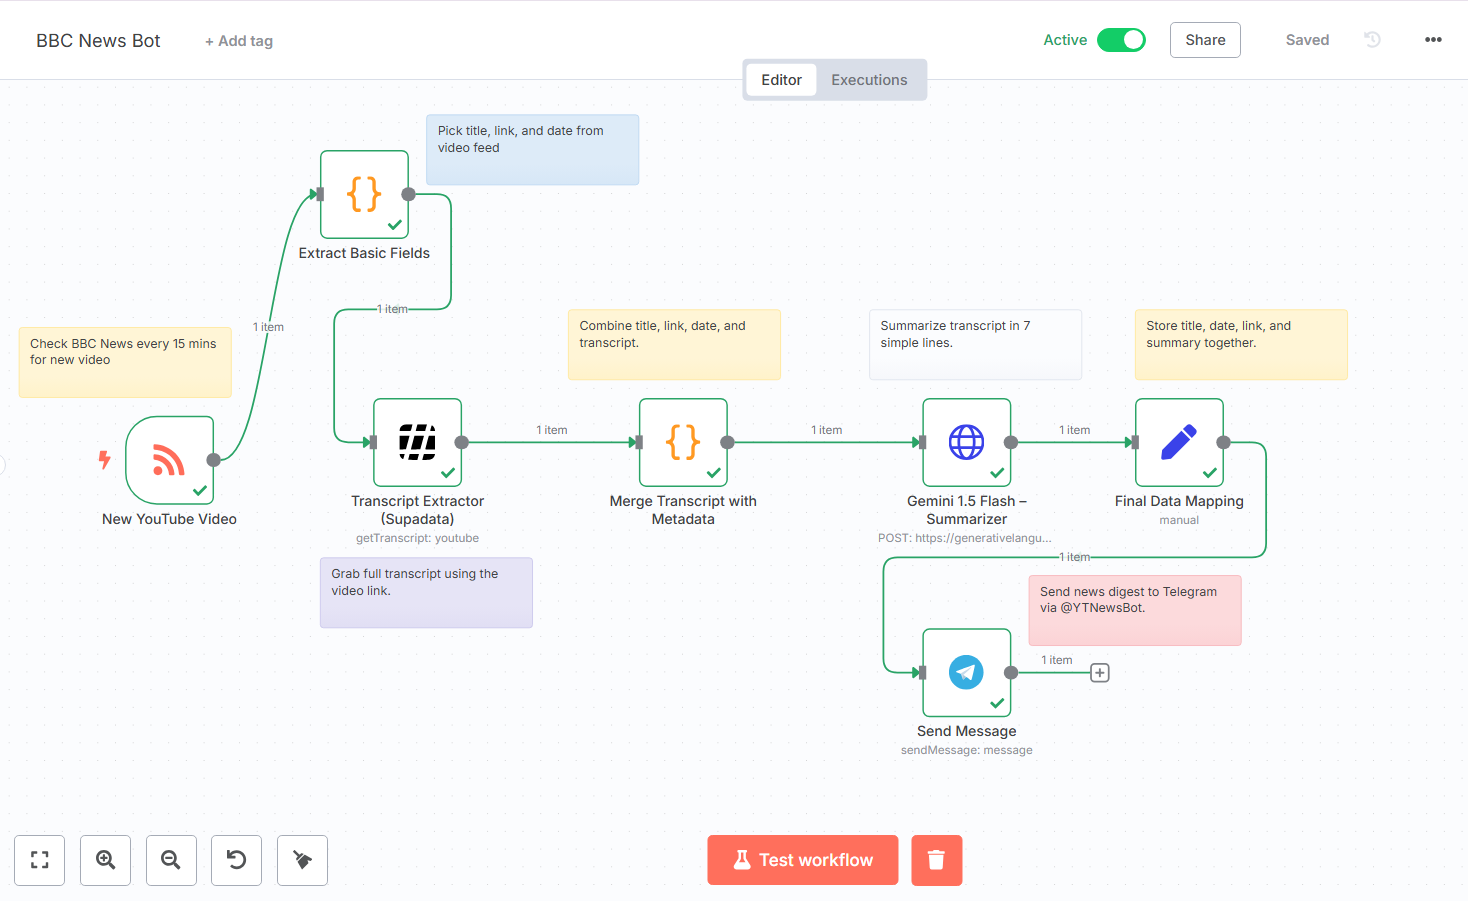 BBC News Bot
+ Add tag
Active
Share
Saved
Editor
Executions
Pick title, link, and date from
video feed
Extract Basic Fields
1 item
1 item
Check BBC News every 15 mins
for new video
New YouTube Video
Combine title, link, date, and
transcript.
Summarize transcript in 7
simple lines.
Store title, date, link, and
summary together.
1 item
1 item
1 item
Transcript Extractor
(Supadata)
getTranscript: youtube
Merge Transcript with
Metadata
Gemini 1.5 Flash –
Summarizer
POST: https://generativelangu...
Final Data Mapping
manual
1 item
Grab full transcript using the
video link.
Send news digest to Telegram
via @YTNewsBot.
1 item
Send Message
sendMessage: message
Test workflow